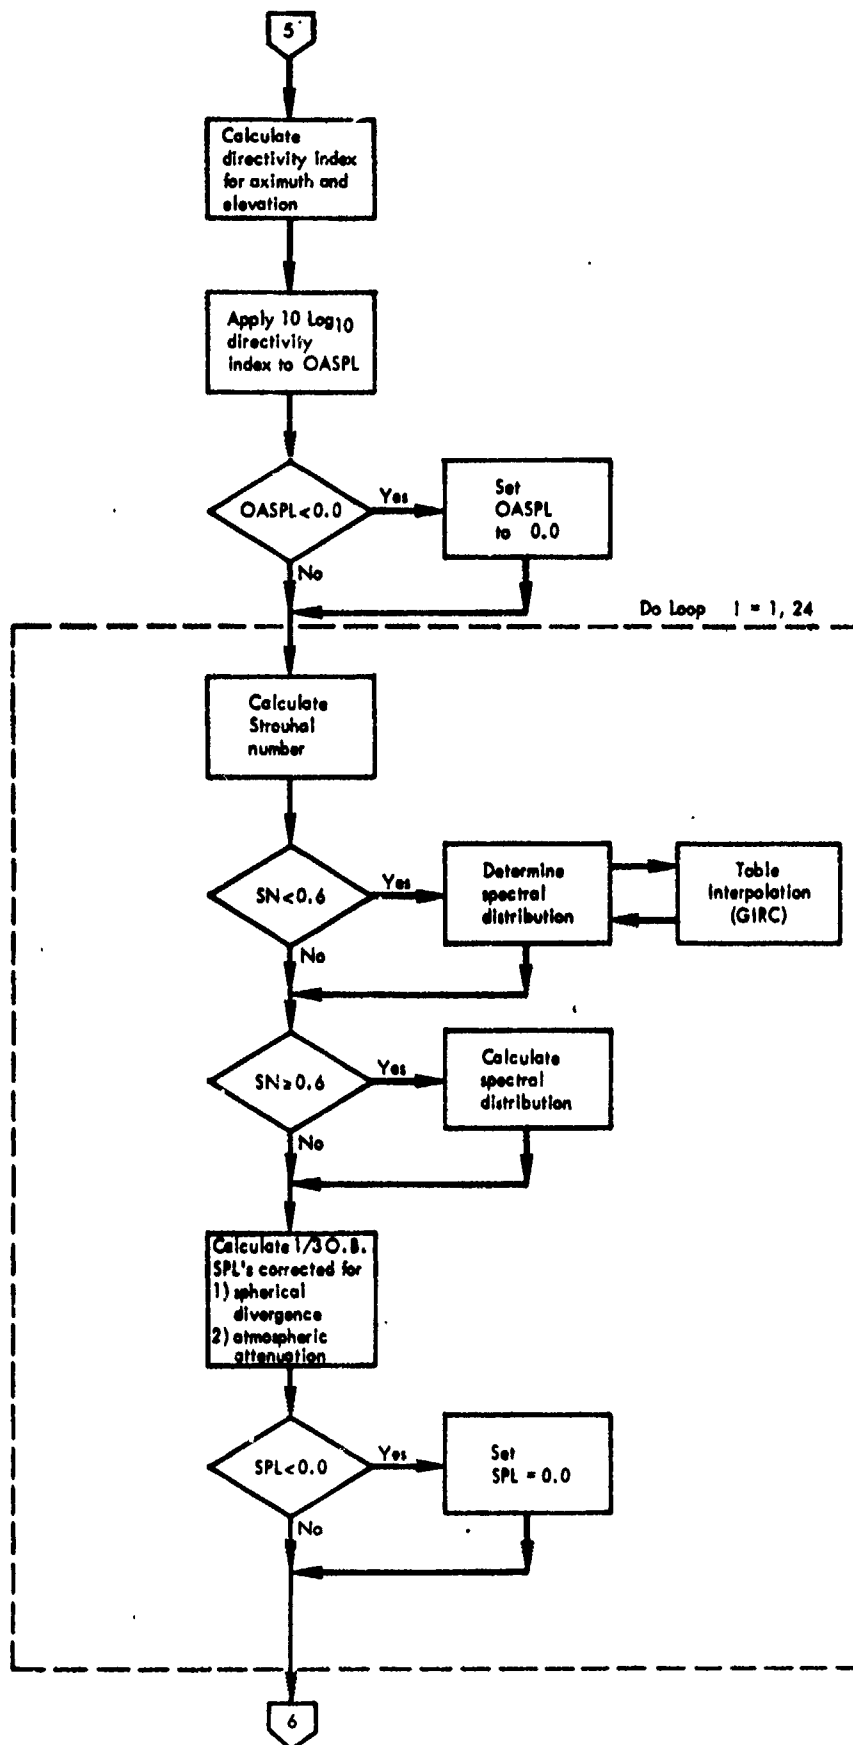 5
Calculate
directivity index
for aximuth and
elevation
Apply 10 Log10
directivity
index to OASPL
OASPL<0.0
Yes
Set
OASPL
to 0.0
No
Do Loop I = 1, 24
Calculate
Strouhal
number
SN<0.6
Yes
Determine
spectral
distribution
Table
Interpolation
(GIRC)
No
SN≥0.6
Yes
Calculate
spectral
distribution
No
Calculate 1/3 O.B.
SPL's corrected for
1) spherical
divergence
2) atmospheric
attenuation
SPL<0.0
Yes
Set
SPL = 0.0
No
6